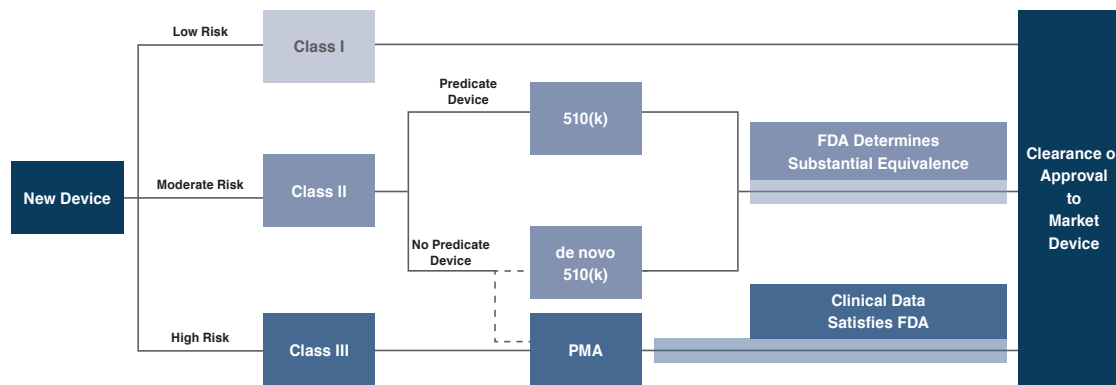 Low Risk
Class I
Predicate
Device
510(k)
FDA Determines
Substantial Equivalence
Clearance o
Approval
to
Market
Device
New Device
Moderate Risk
Class II
No Predicate
Device
de novo
510(k)
Clinical Data
Satisfies FDA
High Risk
Class III
PMA